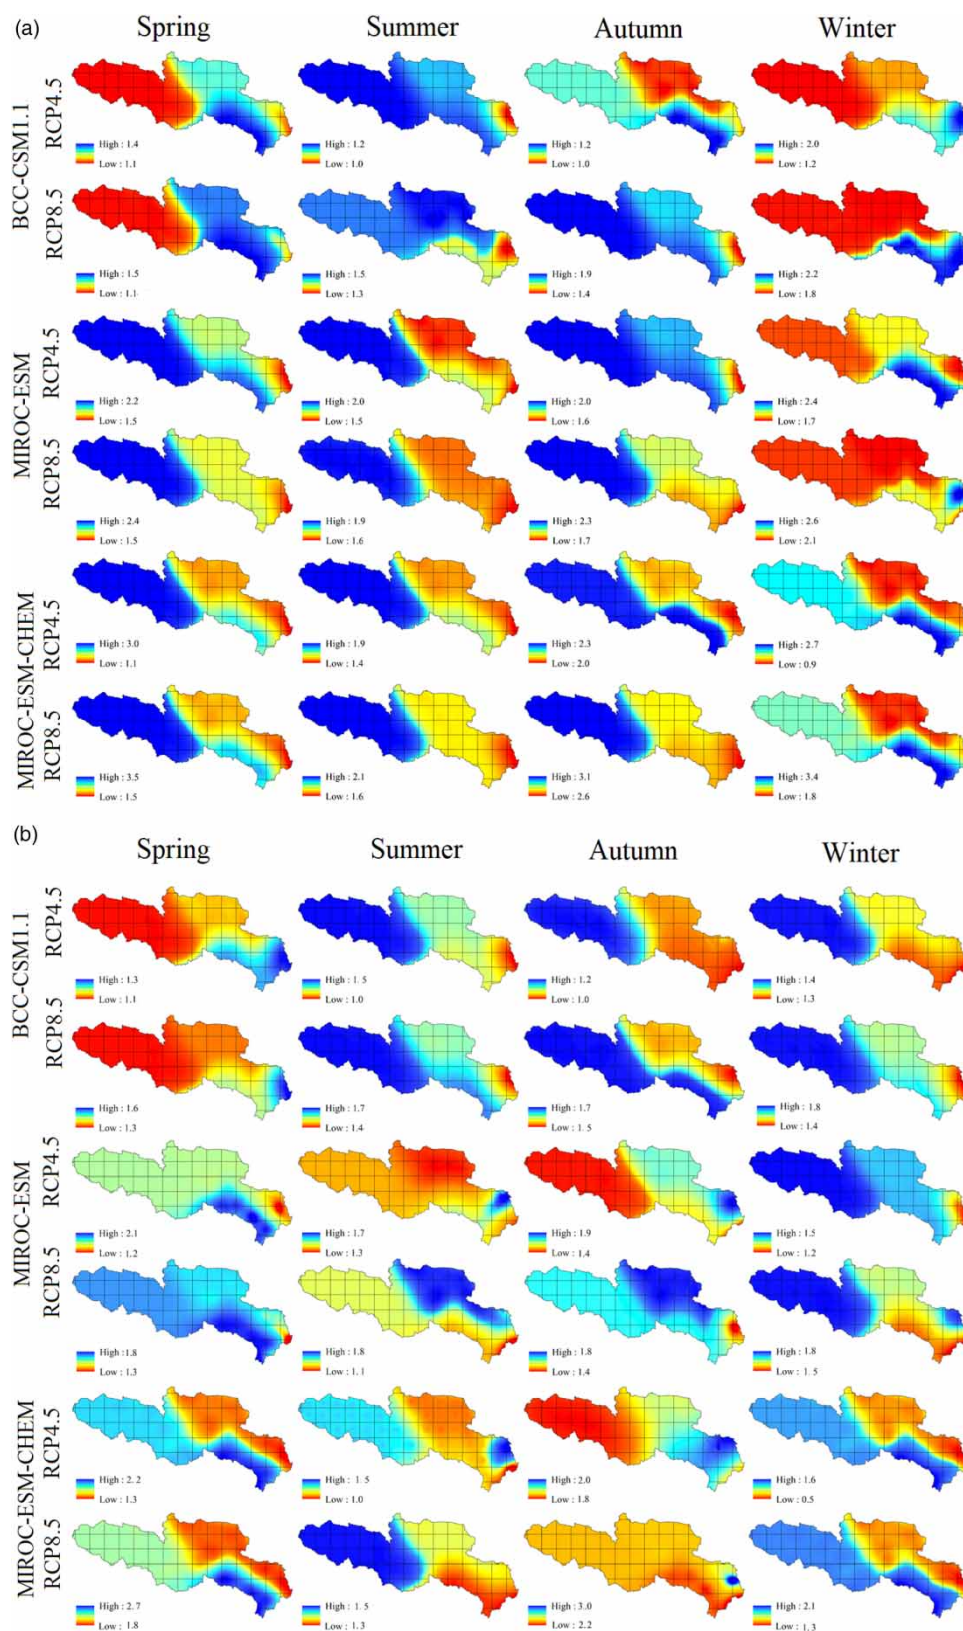 (a)
Spring Summer Autumn Winter
BCC-CSM1.1
RCP4.5
High : 1.4 High : 1.2 High : 1.2 High : 2.0
Low : 1.1 Low : 1.0 Low : 1.0 Low : 1.2
RCP8.5
High : 1.5 High : 1.5 High : 1.9 High : 2.2
Low : 1.1 Low : 1.3 Low : 1.4 Low : 1.8
MIROC-ESM
RCP4.5
High : 2.2 High : 2.0 High : 2.0 High : 2.4
Low : 1.5 Low : 1.5 Low : 1.6 Low : 1.7
RCP8.5
High : 2.4 High : 1.9 High : 2.3 High : 2.6
Low : 1.5 Low : 1.6 Low : 1.7 Low : 2.1
MIROC-ESM-CHEM
RCP4.5
High : 3.0 High : 1.9 High : 2.3 High : 2.7
Low : 1.1 Low : 1.4 Low : 2.0 Low : 0.9
RCP8.5
High : 3.5 High : 2.1 High : 3.1 High : 3.4
Low : 1.5 Low : 1.6 Low : 2.6 Low : 1.8
(b)
Spring Summer Autumn Winter
BCC-CSM1.1
RCP4.5
High : 1.3 High : 1.5 High : 1.2 High : 1.4
Low : 1.1 Low : 1.0 Low : 1.0 Low : 1.3
RCP8.5
High : 1.6 High : 1.7 High : 1.7 High : 1.8
Low : 1.3 Low : 1.4 Low : 1.5 Low : 1.4
MIROC-ESM
RCP4.5
High : 2.1 High : 1.7 High : 1.9 High : 1.5
Low : 1.2 Low : 1.3 Low : 1.4 Low : 1.2
RCP8.5
High : 1.8 High : 1.8 High : 1.8 High : 1.8
Low : 1.3 Low : 1.1 Low : 1.4 Low : 1.5
MIROC-ESM-CHEM
RCP4.5
High : 2.2 High : 1.5 High : 2.0 High : 1.6
Low : 1.3 Low : 1.0 Low : 1.8 Low : 0.5
RCP8.5
High : 2.7 High : 1.5 High : 3.0 High : 2.1
Low : 1.8 Low : 1.3 Low : 2.2 Low : 1.3